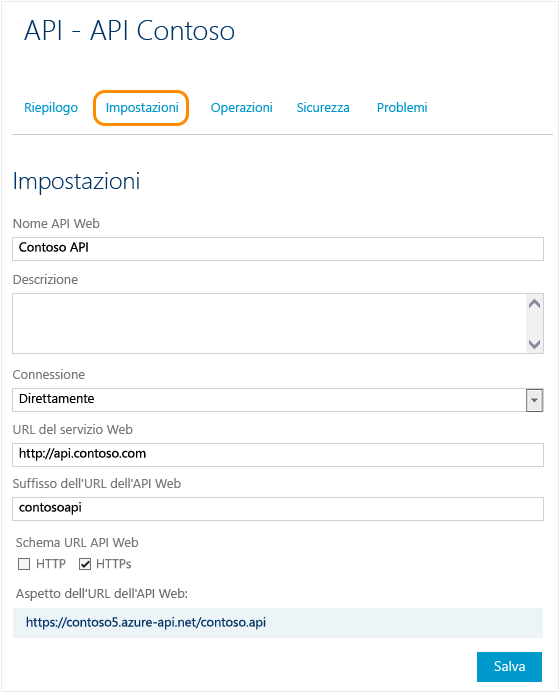 API - API Contoso
Riepilogo Impostazioni Operazioni Sicurezza Problemi
Impostazioni
Nome API Web
Contoso API
Descrizione
Connessione
Direttamente
URL del servizio Web
http://api.contoso.com
Suffisso dell'URL dell'API Web
contosoapi
Schema URL API Web
HTTP HTTPs
Aspetto dell'URL dell'API Web:
https://contoso5.azure-api.net/contoso.api
Salva